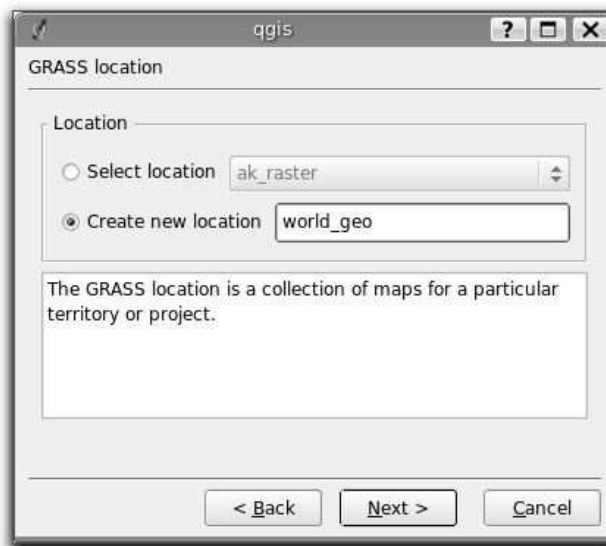 qgis
GRASS location
Location
Select location ak_raster
Create new location world_geo
The GRASS location is a collection of maps for a particular
territory or project.
< Back Next > Cancel